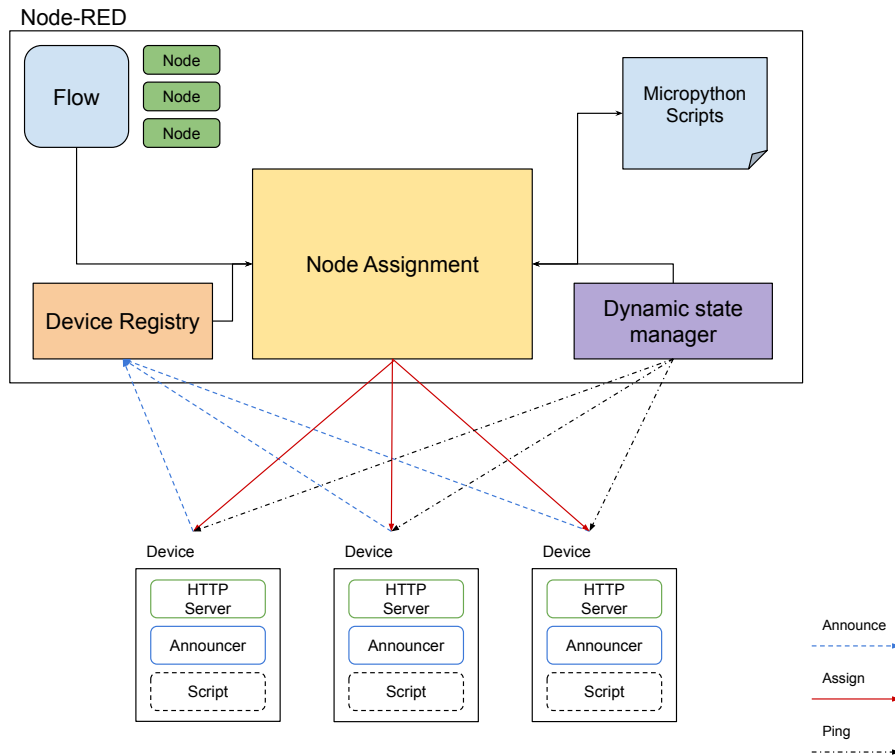 Node-RED
Flow
Node
Node
Node
Micropython
Scripts
Node Assignment
Device Registry
Dynamic state
manager
Device
Device
Device
HTTP
Server
Announcer
Script
HTTP
Server
Announcer
Script
HTTP
Server
Announcer
Script
Announce
Assign
Ping